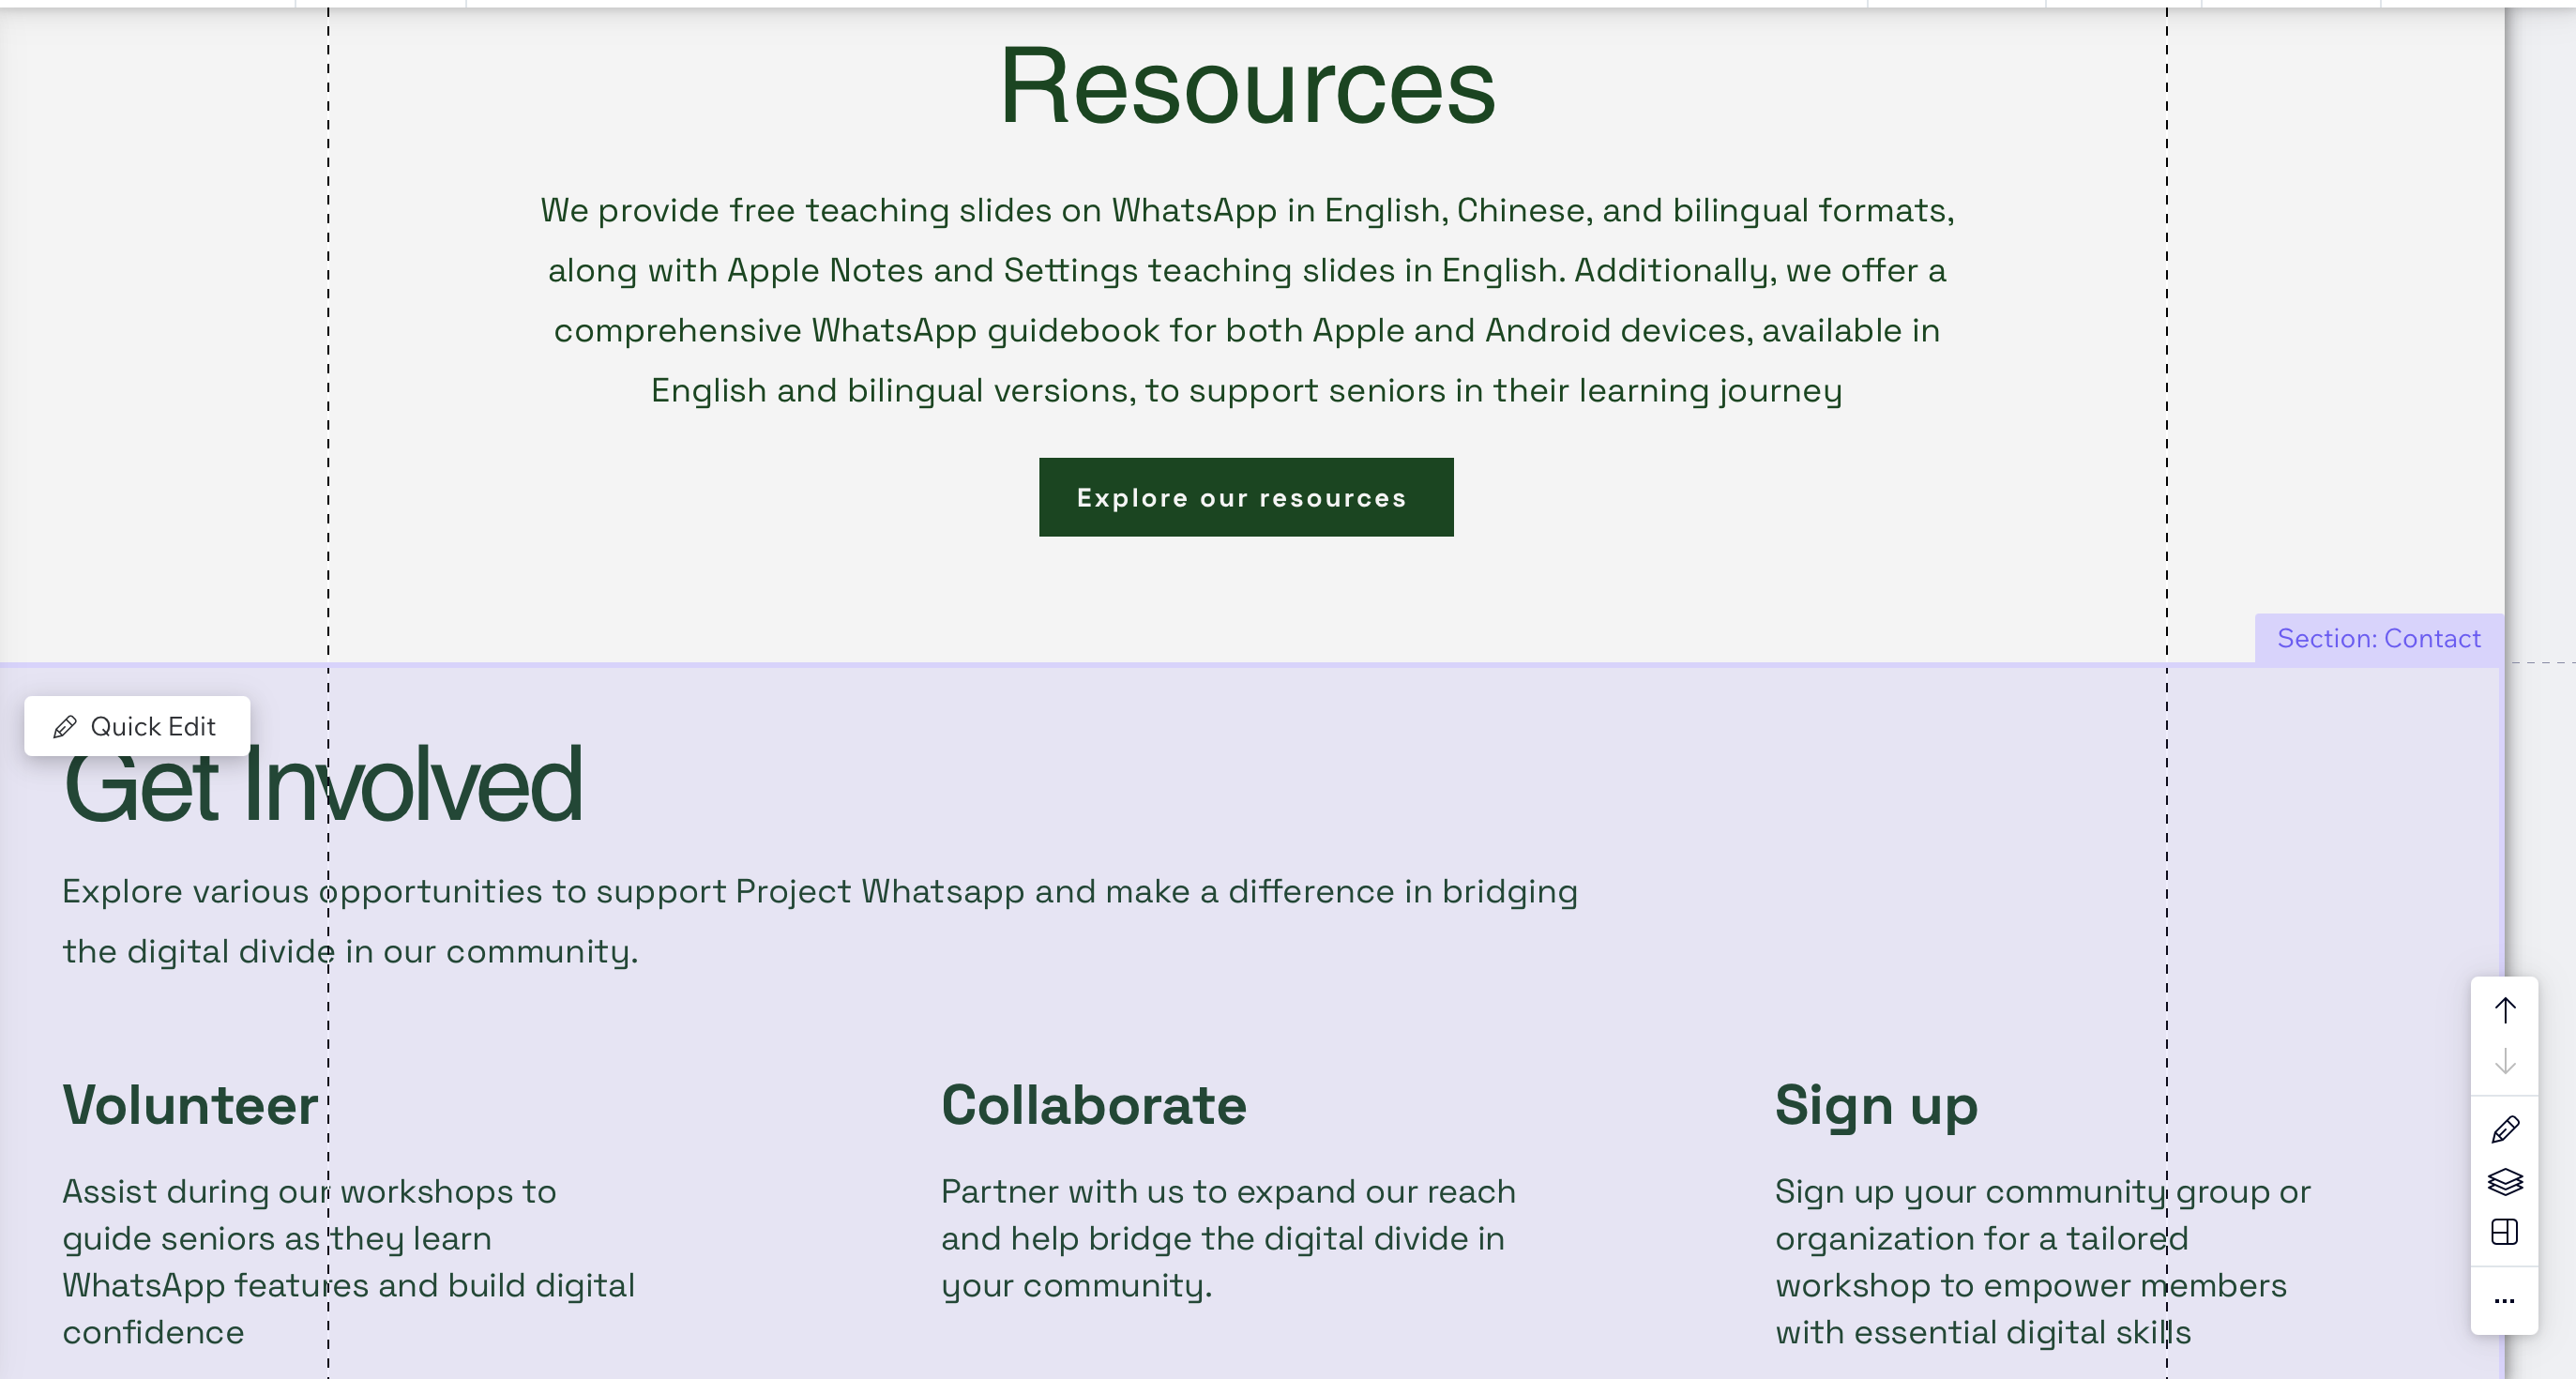 Resources
We provide free teaching slides on WhatsApp in English, Chinese, and bilingual formats,
along with Apple Notes and Settings teaching slides in English. Additionally, we offer a
comprehensive WhatsApp guidebook for both Apple and Android devices, available in
English and bilingual versions, to support seniors in their learning journey
Explore our resources
Section: Contact
Quick Edit
Get Involved
Explore various opportunities to support Project Whatsapp and make a difference in bridging
the digital divide in our community.
Volunteer
Assist during our workshops to
guide seniors as they learn
WhatsApp features and build digital
confidence
Collaborate
Partner with us to expand our reach
and help bridge the digital divide in
your community.
Sign up
Sign up your community group or
organization for a tailored
workshop to empower members
with essential digital skills